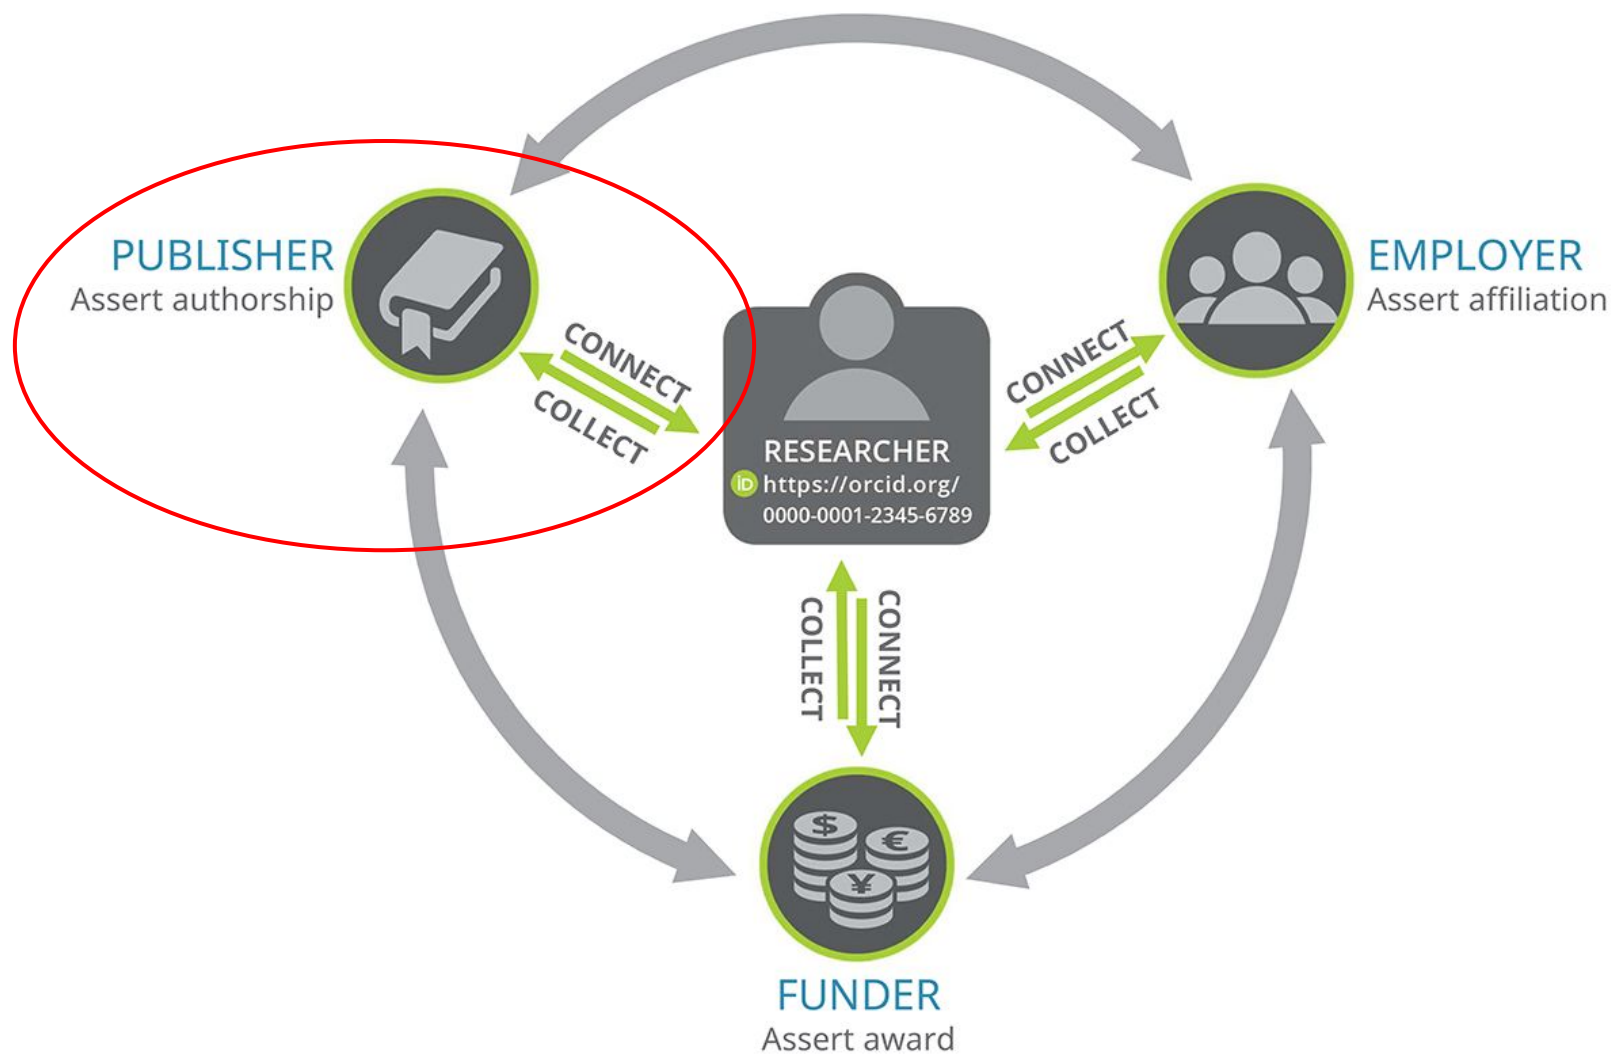 PUBLISHER
Assert authorship
EMPLOYER
Assert affiliation
CONNECT
COLLECT
CONNECT
COLLECT
RESEARCHER
iD https://orcid.org/
0000-0001-2345-6789
COLLECT
CONNECT
$
€
¥
FUNDER
Assert award